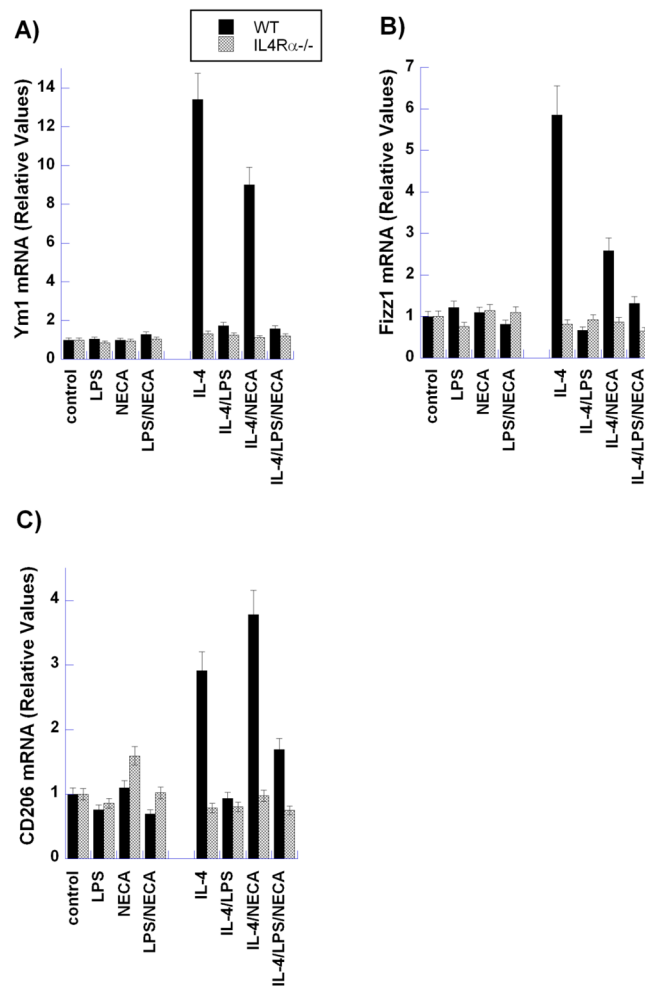 A)
WT
IL4Rα-/-
B)
Ym1 mRNA (Relative Values)
14
12
10
8
6
4
2
0
control
LPS
NECA
LPS/NECA
IL-4
IL-4/LPS
IL-4/NECA
IL-4/LPS/NECA
Fizz1 mRNA (Relative Values)
7
6
5
4
3
2
1
0
control
LPS
NECA
LPS/NECA
IL-4
IL-4/LPS
IL-4/NECA
IL-4/LPS/NECA
C)
CD206 mRNA (Relative Values)
4
3
2
1
0
control
LPS
NECA
LPS/NECA
IL-4
IL-4/LPS
IL-4/NECA
IL-4/LPS/NECA